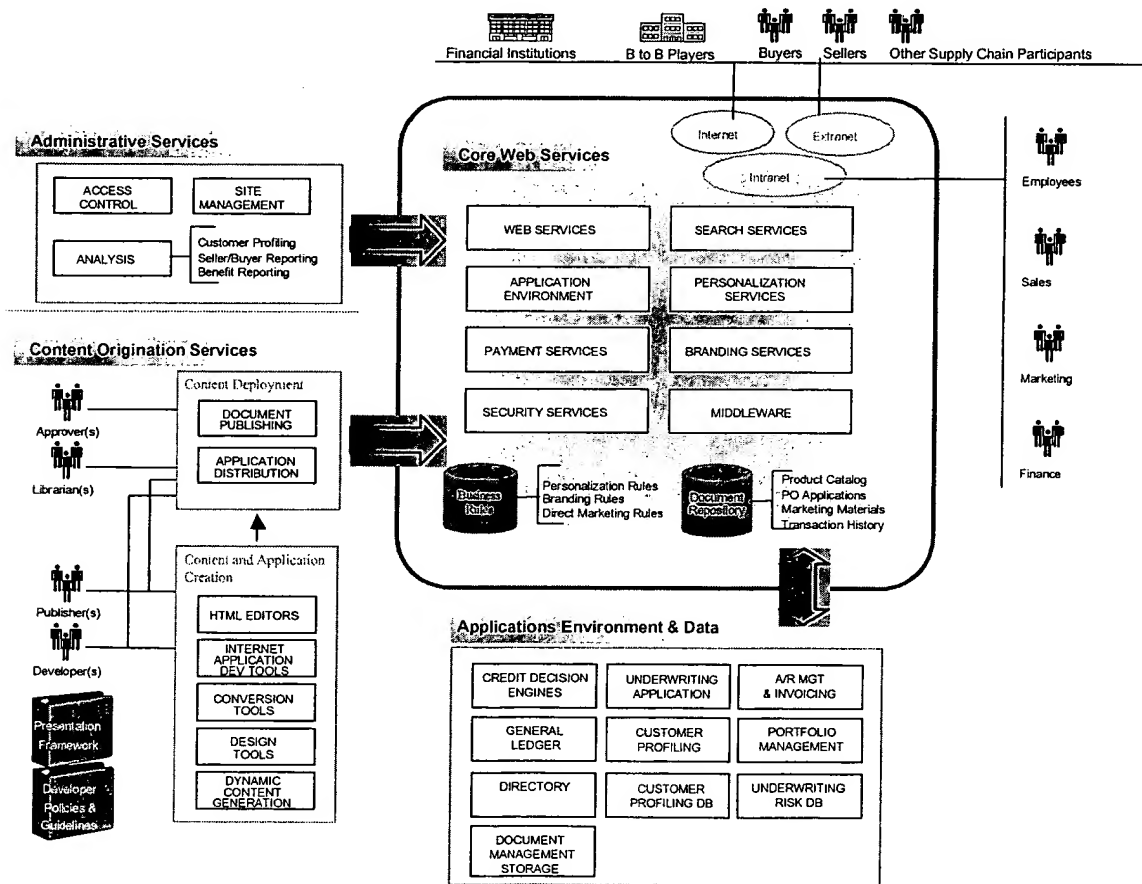 Financial Institutions
B to B Players
Buyers
Sellers
Other Supply Chain Participants
Internet
Extranet
Intranet
Employees
Sales
Marketing
Finance
Administrative Services
ACCESS
CONTROL
SITE
MANAGEMENT
ANALYSIS
Customer Profiling
Seller/Buyer Reporting
Benefit Reporting
Content Origination Services
Approver(s)
Librarian(s)
Publisher(s)
Developer(s)
Content Deployment
DOCUMENT
PUBLISHING
APPLICATION
DISTRIBUTION
Content and Application
Creation
HTML EDITORS
INTERNET
APPLICATION
DEV TOOLS
CONVERSION
TOOLS
DESIGN
TOOLS
DYNAMIC
CONTENT
GENERATION
Presentation
Framework
Developer
Policies &
Guidelines
Core Web Services
WEB SERVICES
SEARCH SERVICES
APPLICATION
ENVIRONMENT
PERSONALIZATION
SERVICES
PAYMENT SERVICES
BRANDING SERVICES
SECURITY SERVICES
MIDDLEWARE
Business
Rules
Personalization Rules
Branding Rules
Direct Marketing Rules
Document
Repository
Product Catalog
PO Applications
Marketing Materials
Transaction History
Applications Environment & Data
CREDIT DECISION
ENGINES
UNDERWRITING
APPLICATION
A/R MGT
& INVOICING
GENERAL
LEDGER
CUSTOMER
PROFILING
PORTFOLIO
MANAGEMENT
DIRECTORY
CUSTOMER
PROFILING DB
UNDERWRITING
RISK DB
DOCUMENT
MANAGEMENT
STORAGE